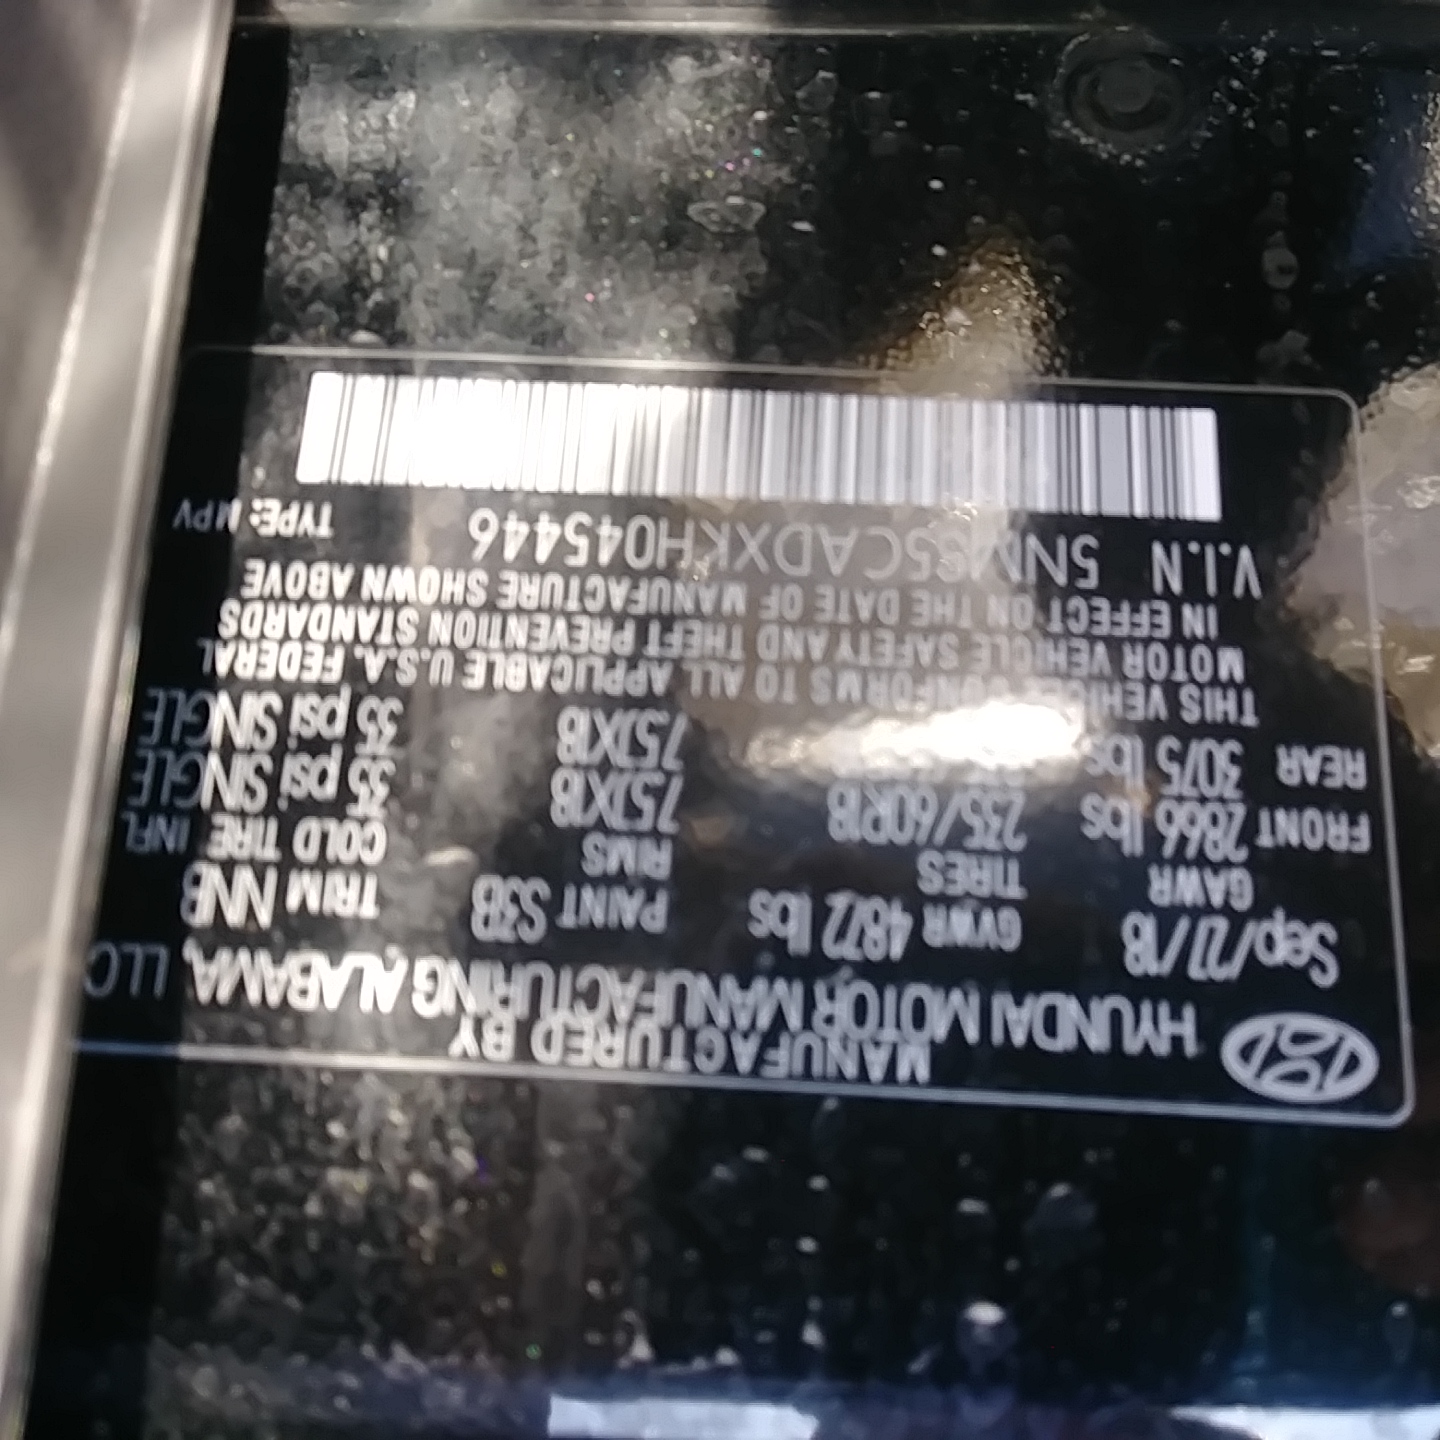 MANUFACTURED BY
HYUNDAI MOTOR MANUFACTURING ALABAMA, LLC
GVWR 4872 lbs PAINT S3B TRIM NNB
GAWR TIRES RIMS COLD TIRE INFL
FRONT 2866 lbs 235/60R18 7.5JX18 35 psi SINGLE
REAR 3075 lbs 7.5JX18 35 psi SINGLE
THIS VEHICLE CONFORMS TO ALL APPLICABLE U.S.A. FEDERAL
MOTOR VEHICLE SAFETY AND THEFT PREVENTION STANDARDS
IN EFFECT ON THE DATE OF MANUFACTURE SHOWN ABOVE
V.I.N 5NMS5CADXKH045446 TYPE: MPV